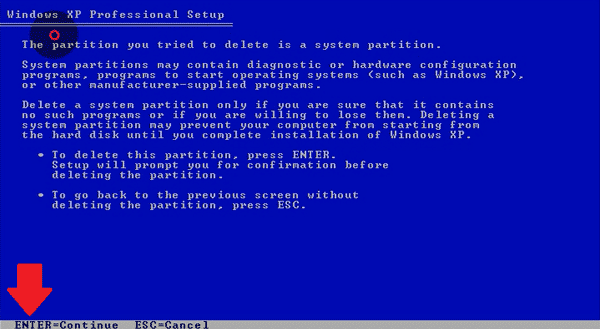 Windows XP Professional Setup
The partition you tried to delete is a system partition.
System partitions may contain diagnostic or hardware configuration
programs, programs to start operating systems (such as Windows XP),
or other manufacturer-supplied programs.
Delete a system partition only if you are sure that it contains
no such programs or if you are willing to lose them. Deleting a
system partition may prevent your computer from starting from
the hard disk until you complete installation of Windows XP.
• To delete this partition, press ENTER.
Setup will prompt you for confirmation before
deleting the partition.
• To go back to the previous screen without
deleting the partition, press ESC.
ENTER=Continue ESC=Cancel